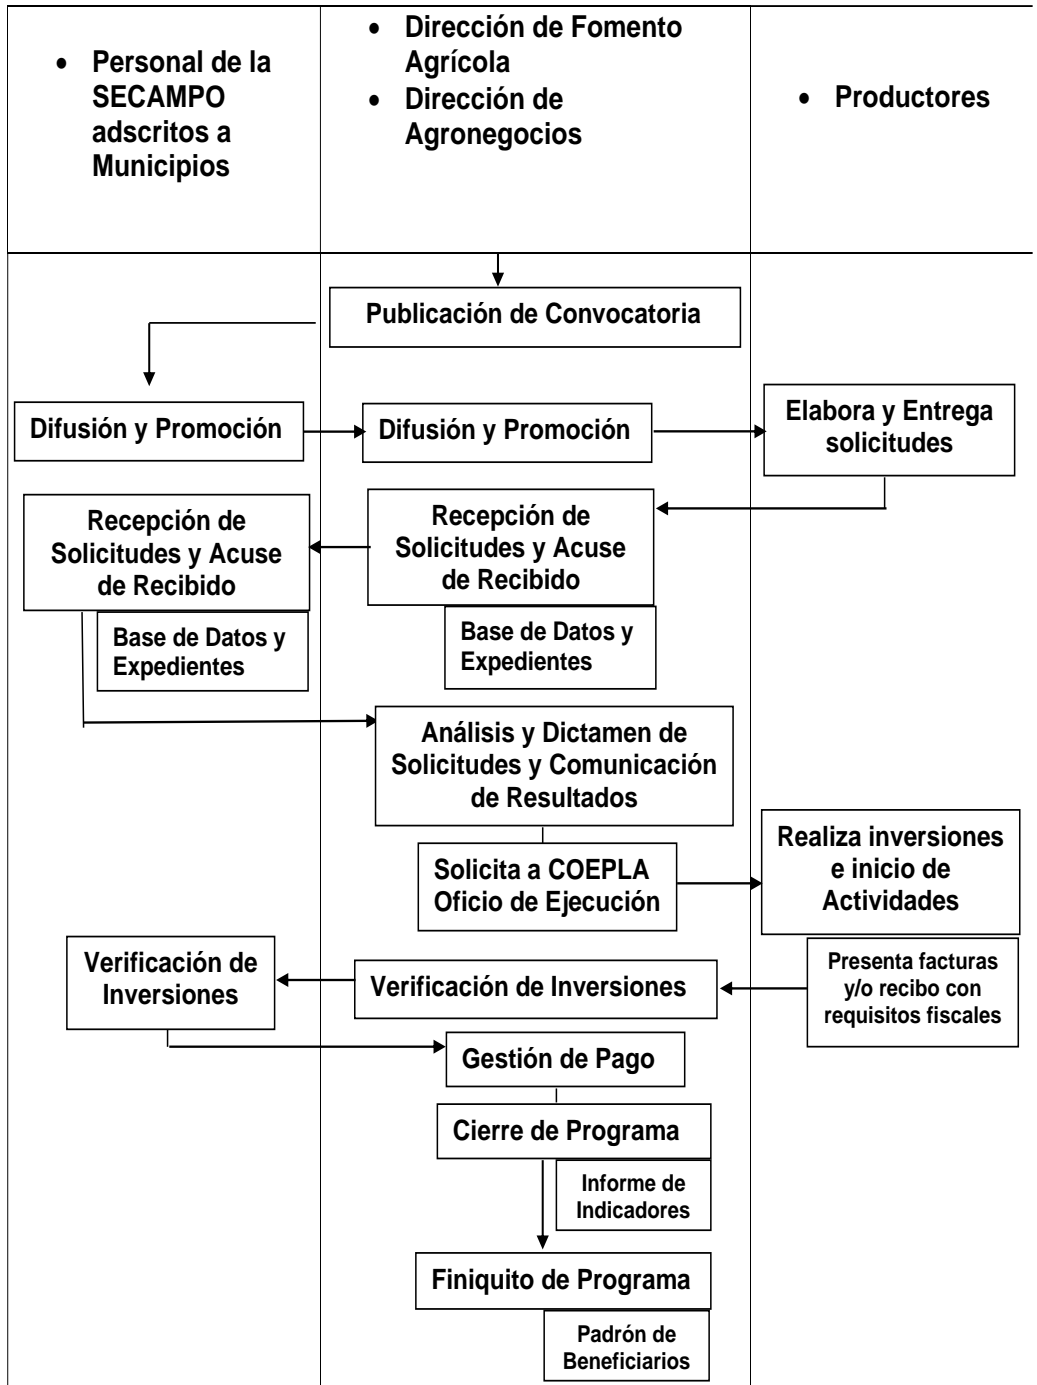 • Personal de la
SECAMPO
adscritos a
Municipios
• Dirección de Fomento
Agrícola
• Dirección de
Agronegocios
• Productores
Publicación de Convocatoria
Difusión y Promoción
Difusión y Promoción
Elabora y Entrega
solicitudes
Recepción de
Solicitudes y Acuse
de Recibido
Recepción de
Solicitudes y Acuse
de Recibido
Base de Datos y
Expedientes
Base de Datos y
Expedientes
Análisis y Dictamen de
Solicitudes y Comunicación
de Resultados
Solicita a COEPLA
Oficio de Ejecución
Realiza inversiones
e inicio de
Actividades
Presenta facturas
y/o recibo con
requisitos fiscales
Verificación de Inversiones
Verificación de
Inversiones
Gestión de Pago
Cierre de Programa
Informe de
Indicadores
Finiquito de Programa
Padrón de
Beneficiarios